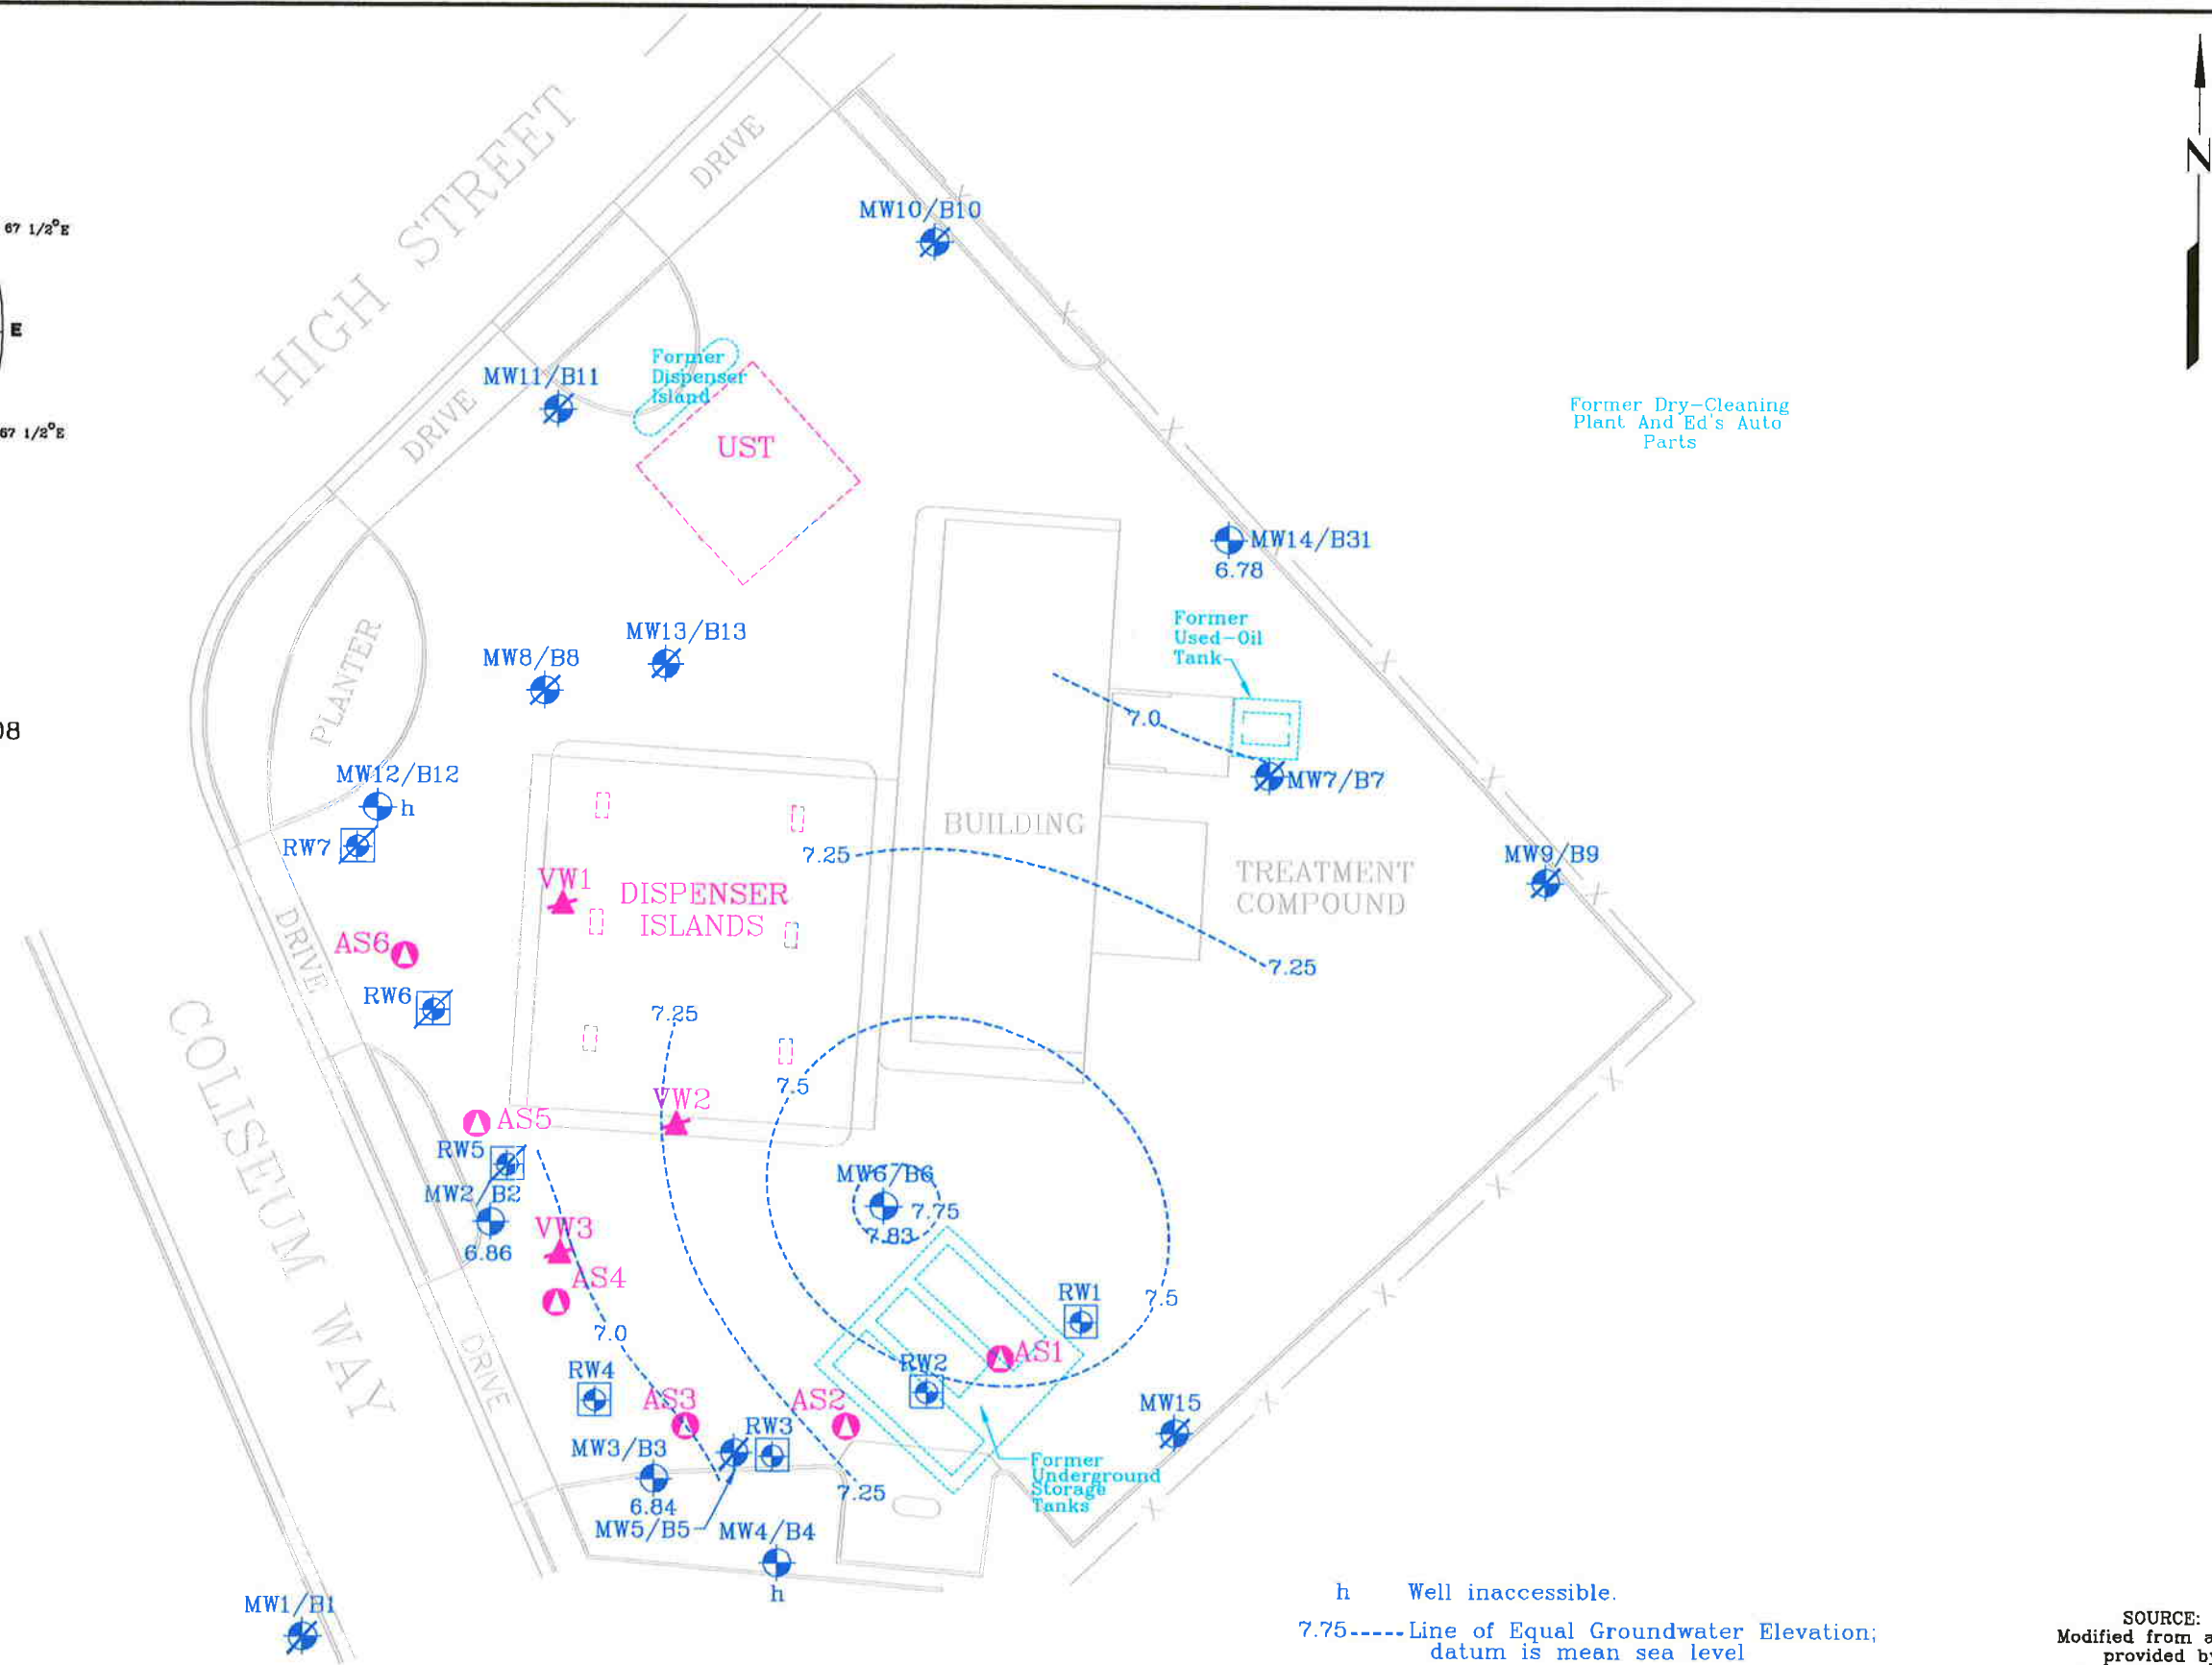 67 1/2°E
E
67 1/2°E
08
HIGH STREET
DRIVE
MW10/B10
N
MW11/B11
Former
Dispenser
Island
DRIVE
UST
Former Dry-Cleaning
Plant And Ed's Auto
Parts
MW14/B31
6.78
Former
Used-Oil
Tank
MW13/B13
MW8/B8
PLANTER
7.0
MW7/B7
MW12/B12
h
RW7
BUILDING
7.25
MW9/B9
TREATMENT
COMPOUND
VW1
DISPENSER
ISLANDS
DRIVE
AS6
7.25
RW6
7.25
COLISEUM WAY
7.5
VW2
AS5
RW5
MW2/B2
6.86
MW6/B6
7.75
7.83
VW3
AS4
RW1
7.5
7.0
DRIVE
RW4
RW2
AS1
AS3
AS2
MW15
RW3
MW3/B3
6.84
7.25
Former
Underground
Storage
Tanks
MW5/B5
MW4/B4
h
MW1/B1
h Well inaccessible.
7.75-----Line of Equal Groundwater Elevation;
datum is mean sea level
SOURCE:
Modified from a
provided by
X
X
X
X
X
X
X
X
X
X
X
X
X